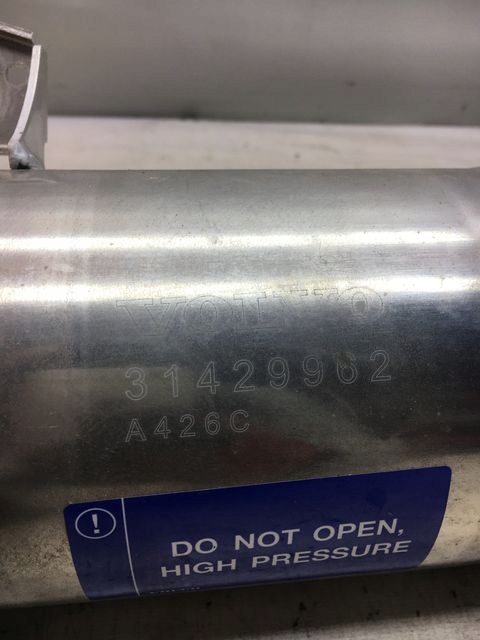 VOLVO
31429962
A426C
!
DO NOT OPEN,
HIGH PRESSURE